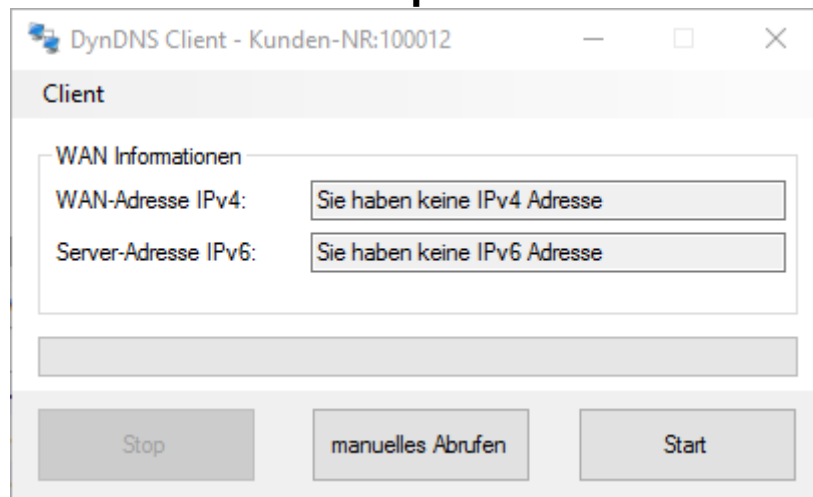 DynDNS Client - Kunden-NR:100012
Client
WAN Informationen
WAN-Adresse IPv4: Sie haben keine IPv4 Adresse
Server-Adresse IPv6: Sie haben keine IPv6 Adresse
Stop manuelles Abrufen Start